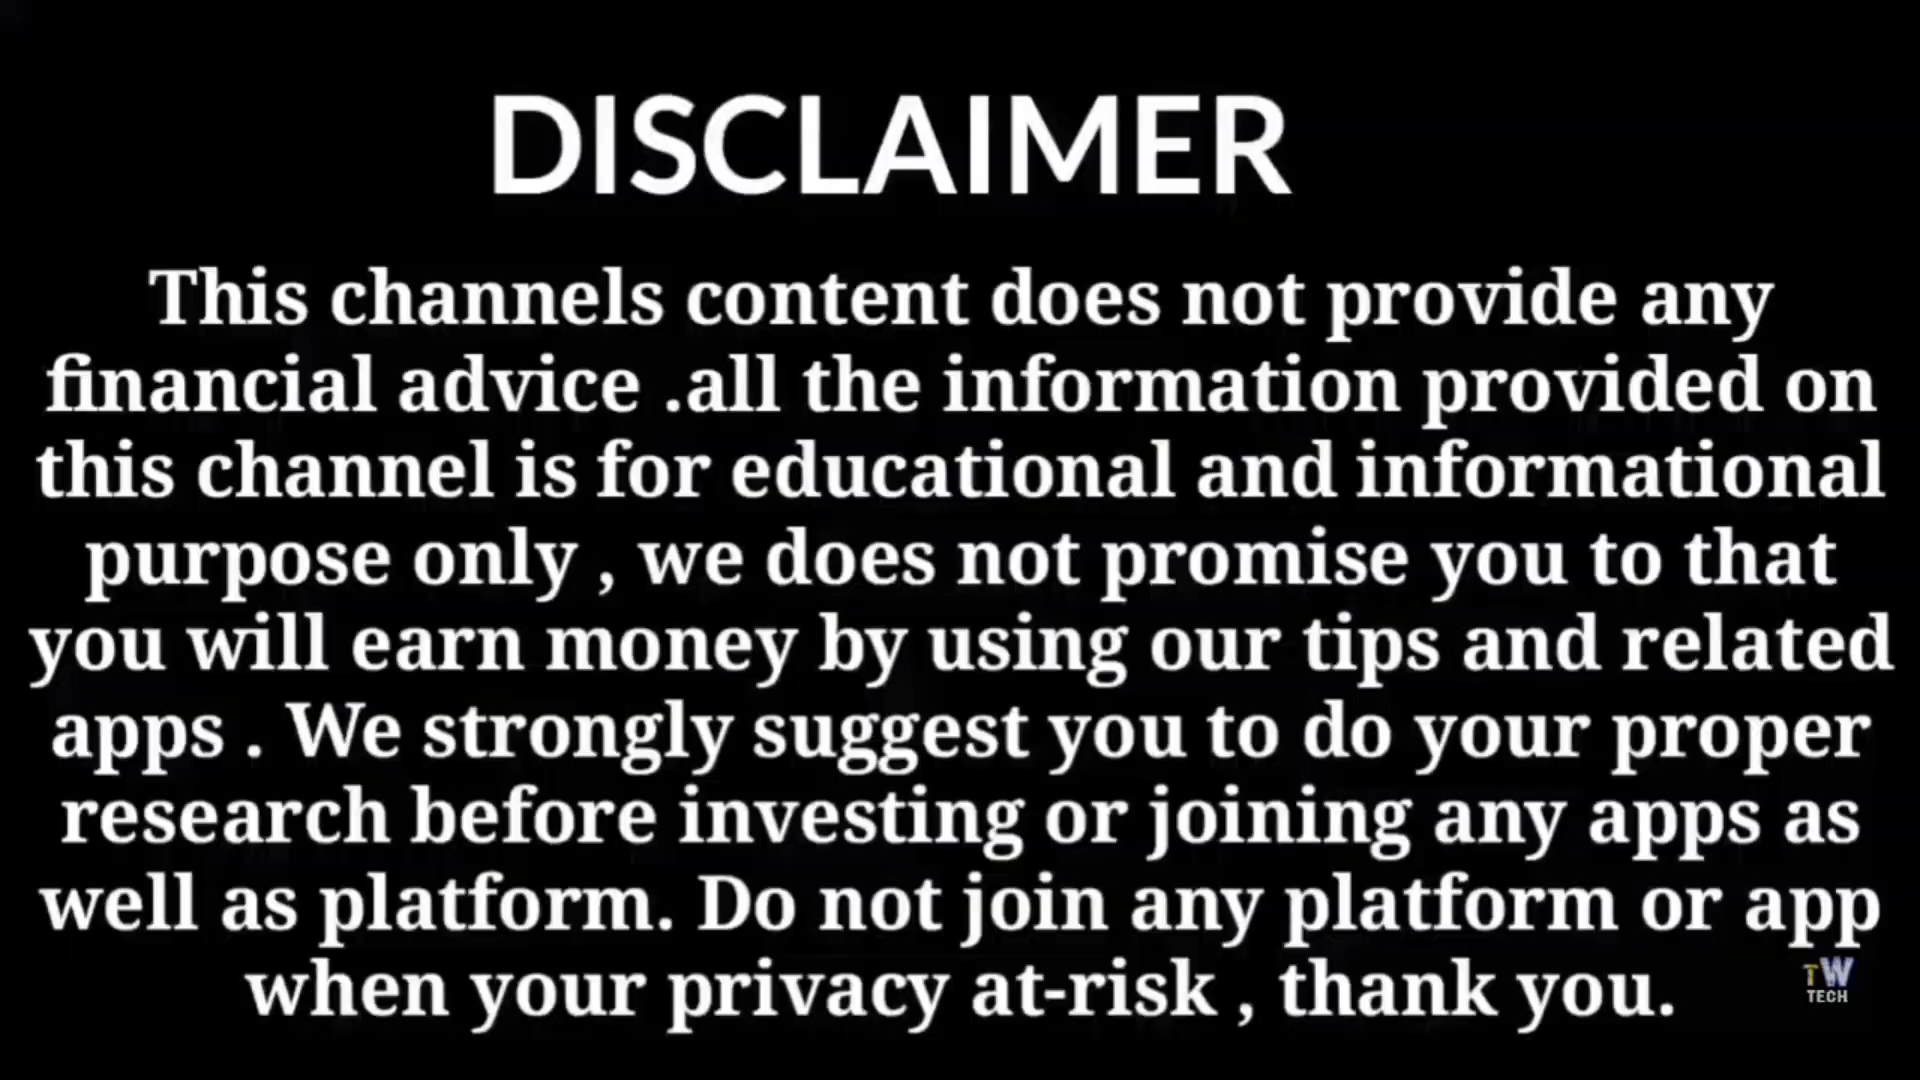 DISCLAIMER
This channels content does not provide any
financial advice .all the information provided on
this channel is for educational and informational
purpose only , we does not promise you to that
you will earn money by using our tips and related
apps . We strongly suggest you to do your proper
research before investing or joining any apps as
well as platform. Do not join any platform or app
when your privacy at-risk , thank you.
TW
TECH